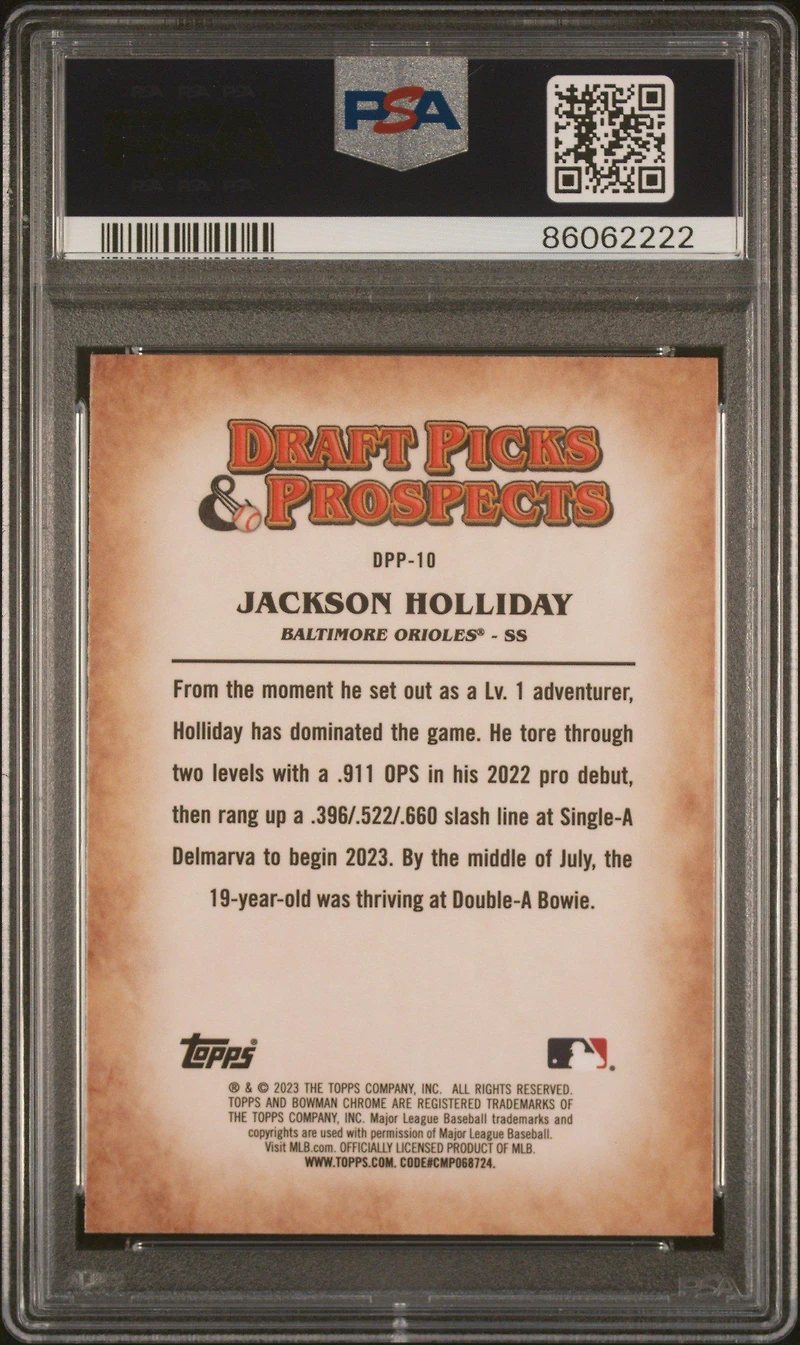 PSA
86062222
DRAFT PICKS
& PROSPECTS
DPP-10
JACKSON HOLLIDAY
BALTIMORE ORIOLES® - SS
From the moment he set out as a Lv. 1 adventurer,
Holliday has dominated the game. He tore through
two levels with a .911 OPS in his 2022 pro debut,
then rang up a .396/.522/.660 slash line at Single-A
Delmarva to begin 2023. By the middle of July, the
19-year-old was thriving at Double-A Bowie.
Topps®
® & © 2023 THE TOPPS COMPANY, INC. ALL RIGHTS RESERVED.
TOPPS AND BOWMAN CHROME ARE REGISTERED TRADEMARKS OF
THE TOPPS COMPANY, INC. Major League Baseball trademarks and
copyrights are used with permission of Major League Baseball.
Visit MLB.com. OFFICIALLY LICENSED PRODUCT OF MLB.
WWW.TOPPS.COM. CODE#CMP068724.
PSA